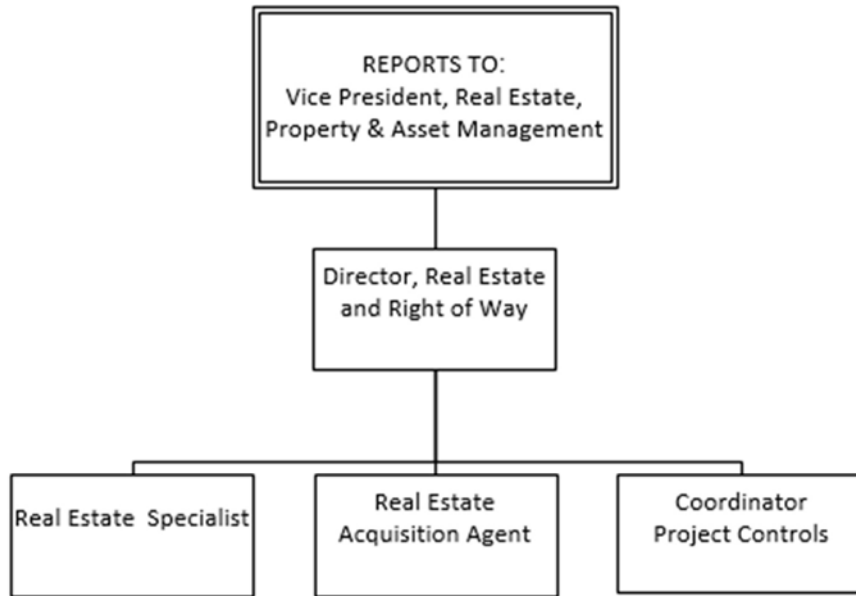 REPORTS TO:
Vice President, Real Estate,
Property & Asset Management
Director, Real Estate
and Right of Way
Real Estate Specialist
Real Estate
Acquisition Agent
Coordinator
Project Controls